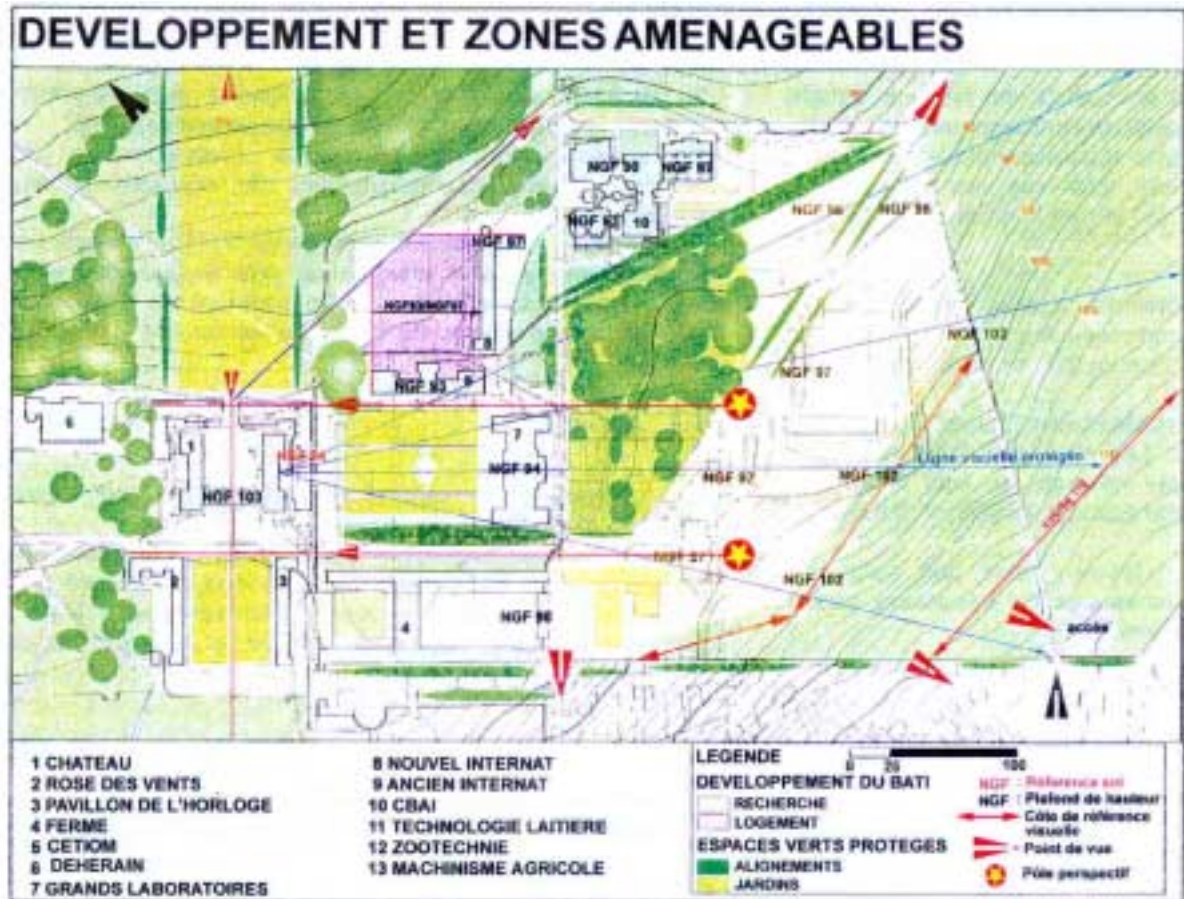 DEVELOPPEMENT ET ZONES AMENAGEABLES
NGF 90
NGF 93
NGF 92
10
NGF 98
NGF 98
NGF 97
8
NGF 93
9
NGF 102
NGF 97
6
1
7
NGF 94
NGF 103
Ligne visuelle protégée
NGF 97
NGF 102
NGF 97
NGF 102
2
3
4
NGF 98
accès
1 CHATEAU
2 ROSE DES VENTS
3 PAVILLON DE L'HORLOGE
4 FERME
5 CETIOM
6 DEHERAIN
7 GRANDS LABORATOIRES
8 NOUVEL INTERNAT
9 ANCIEN INTERNAT
10 CBAI
11 TECHNOLOGIE LAITIERE
12 ZOOTECHNIE
13 MACHINISME AGRICOLE
LEGENDE
0 25 100
DEVELOPPEMENT DU BATI
RECHERCHE
LOGEMENT
ESPACES VERTS PROTEGES
ALIGNEMENTS
JARDINS
NGF : Référence sol
NGF : Plafond de hauteur
Côte de référence
visuelle
Point de vue
Pôle perspectif